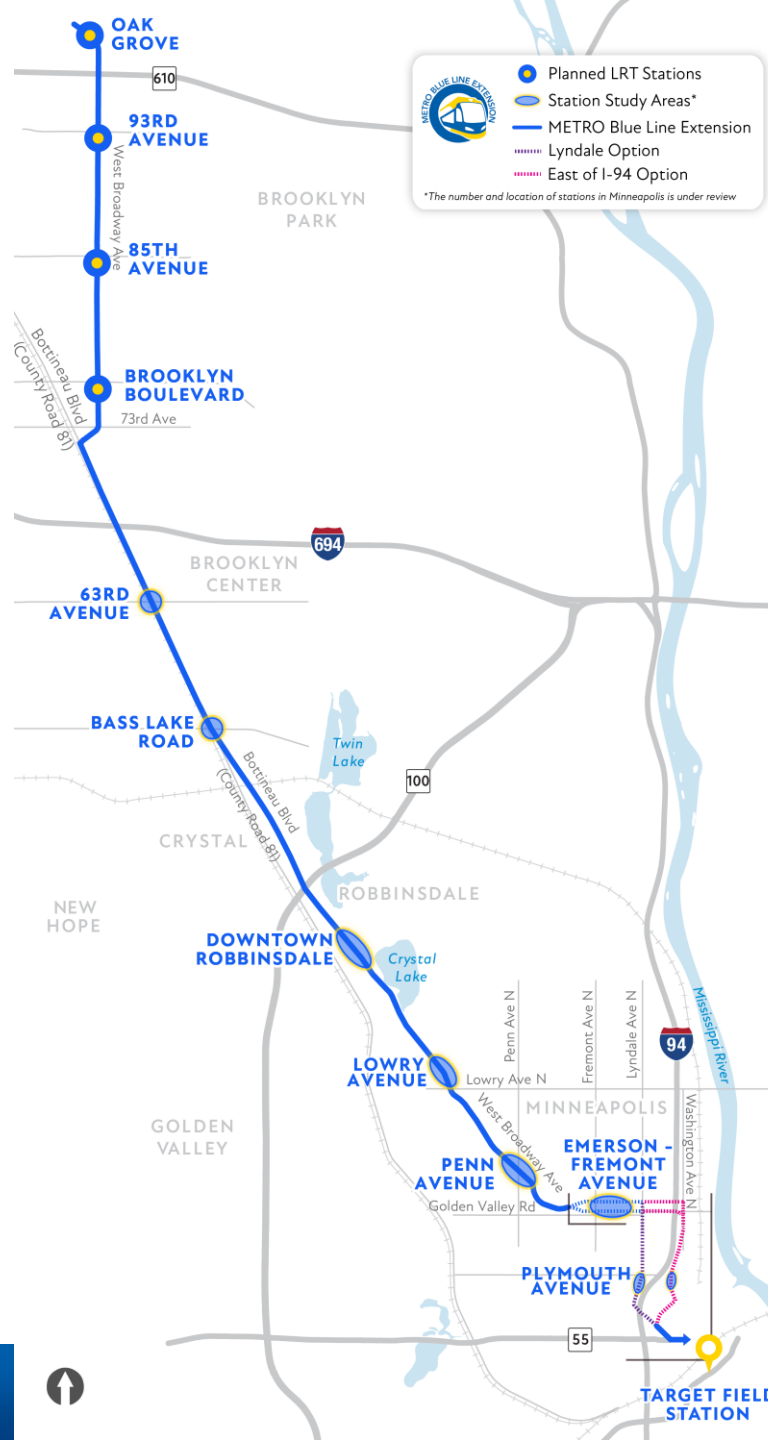 OAK
GROVE
610
METRO BLUE LINE EXTENSION
Planned LRT Stations
Station Study Areas*
METRO Blue Line Extension
Lyndale Option
East of I-94 Option
*The number and location of stations in Minneapolis is under review
93RD
AVENUE
West Broadway Ave
BROOKLYN
PARK
85TH
AVENUE
Bottineau Blvd
(County Road 81)
BROOKLYN
BOULEVARD
73rd Ave
694
BROOKLYN
CENTER
63RD
AVENUE
BASS LAKE
ROAD
Twin
Lake
Bottineau Blvd
(County Road 81)
100
CRYSTAL
ROBBINSDALE
NEW
HOPE
DOWNTOWN
ROBBINSDALE
Crystal
Lake
Penn Ave N
Fremont Ave N
Lyndale Ave N
94
Mississippi River
LOWRY
AVENUE
Lowry Ave N
West Broadway Ave
MINNEAPOLIS
Washington Ave N
GOLDEN
VALLEY
EMERSON -
FREMONT
AVENUE
PENN
AVENUE
Golden Valley Rd
PLYMOUTH
AVENUE
55
TARGET FIELD
STATION